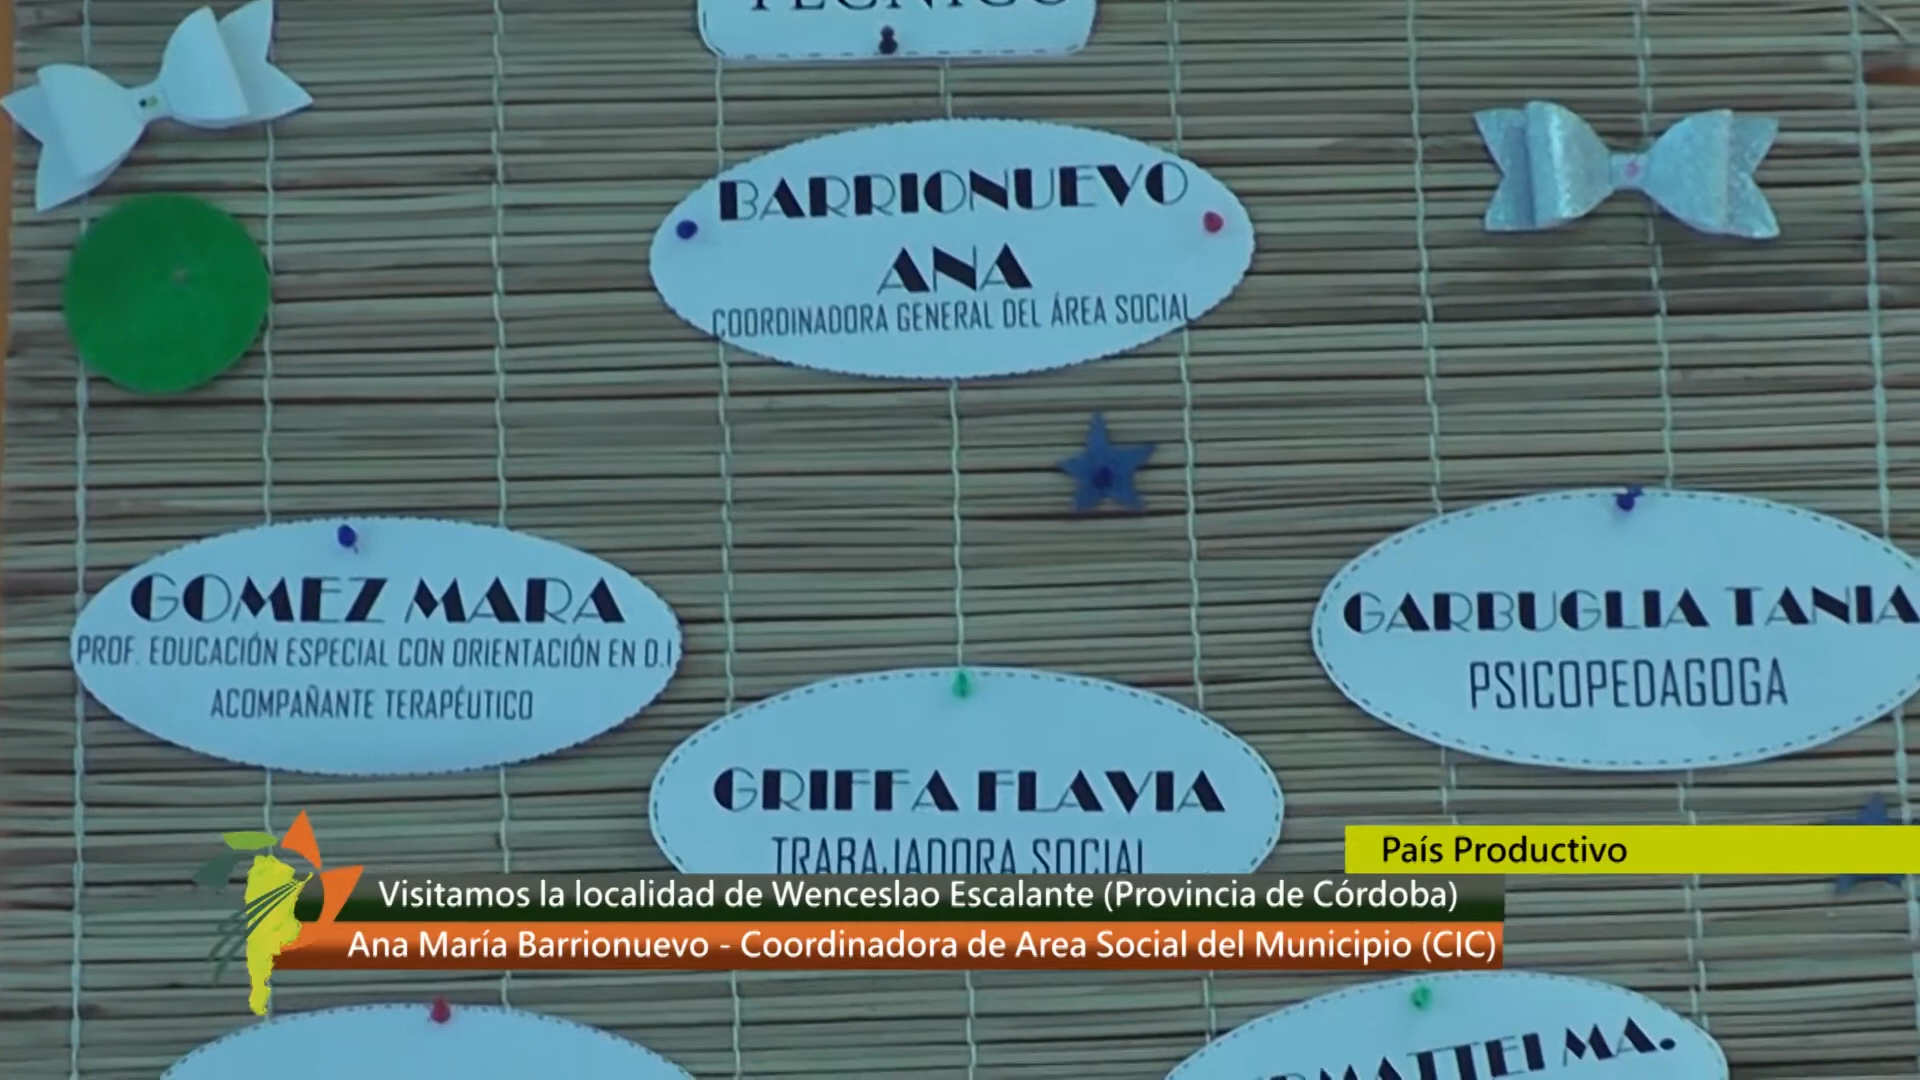 TECNICO
BARRIONUEVO
ANA
COORDINADORA GENERAL DEL ÁREA SOCIAL
GOMEZ MARA
PROF. EDUCACIÓN ESPECIAL CON ORIENTACIÓN EN D.I
ACOMPAÑANTE TERAPÉUTICO
GARBUGLIA TANIA
PSICOPEDAGOGA
GRIFFA FLAVIA
TRABAJADORA SOCIAL
País Productivo
Visitamos la localidad de Wenceslao Escalante (Provincia de Córdoba)
Ana María Barrionuevo - Coordinadora de Area Social del Municipio (CIC)
MA.